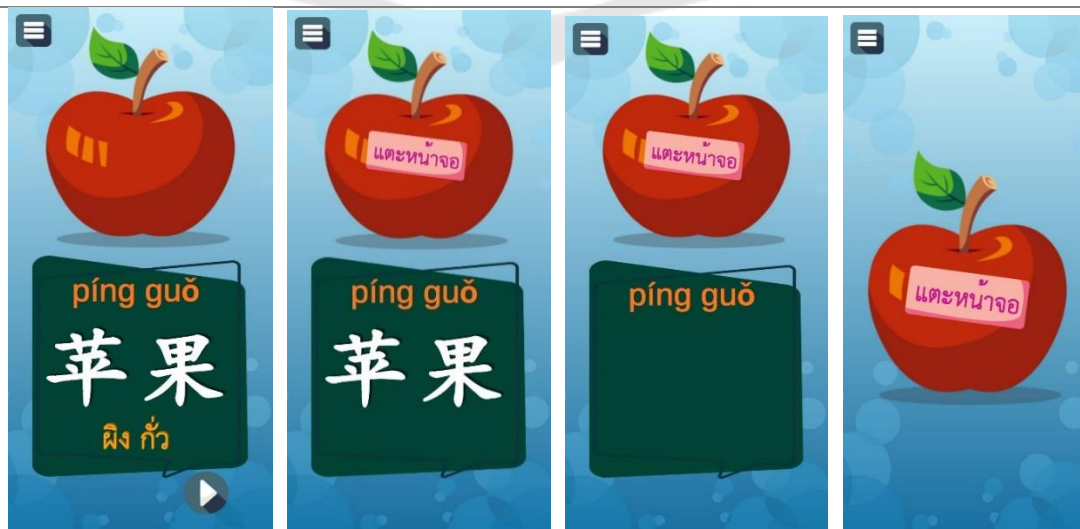 píng guǒ
苹果
ผิง กั่ว
แตะหน้าจอ
píng guǒ
苹果
แตะหน้าจอ
píng guǒ
แตะหน้าจอ